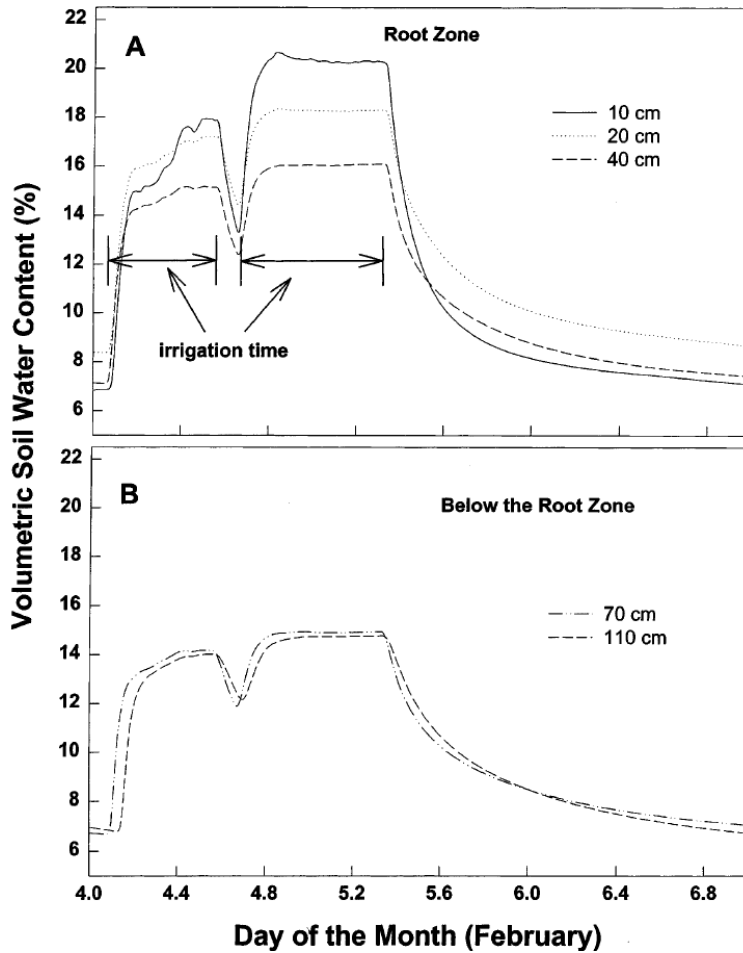 Volumetric Soil Water Content (%)
A
Root Zone
22
20
18
16
14
12
10
8
6
10 cm
20 cm
40 cm
irrigation time
B
Below the Root Zone
22
20
18
16
14
12
10
8
6
70 cm
110 cm
4.0 4.4 4.8 5.2 5.6 6.0 6.4 6.8
Day of the Month (February)